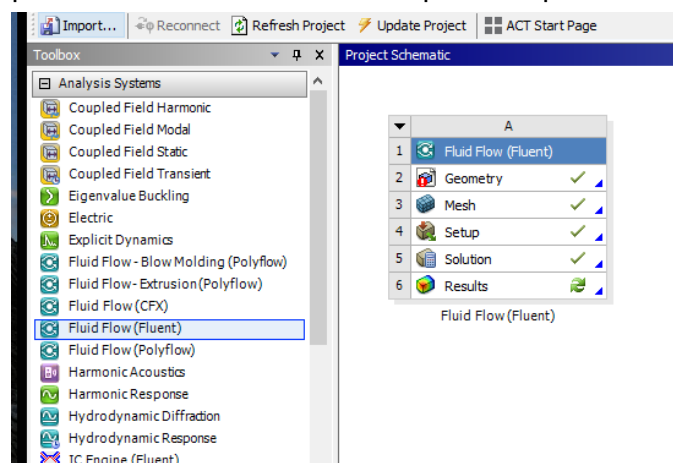 Import... Reconnect Refresh Project Update Project ACT Start Page
Toolbox
Analysis Systems
Coupled Field Harmonic
Coupled Field Modal
Coupled Field Static
Coupled Field Transient
Eigenvalue Buckling
Electric
Explicit Dynamics
Fluid Flow - Blow Molding (Polyflow)
Fluid Flow - Extrusion (Polyflow)
Fluid Flow (CFX)
Fluid Flow (Fluent)
Fluid Flow (Polyflow)
Harmonic Acoustics
Harmonic Response
Hydrodynamic Diffraction
Hydrodynamic Response
IC Engine (Fluent)
Project Schematic
A
1 Fluid Flow (Fluent)
2 Geometry
3 Mesh
4 Setup
5 Solution
6 Results
Fluid Flow (Fluent)